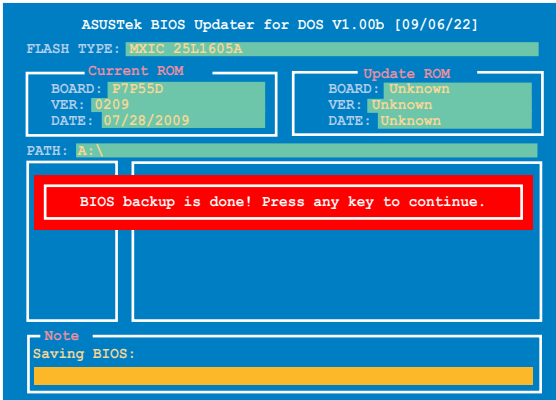 ASUSTek BIOS Updater for DOS V1.00b [09/06/22]
FLASH TYPE: MXIC 25L1605A
Current ROM
BOARD: P7P55D
VER: 0209
DATE: 07/28/2009
Update ROM
BOARD: Unknown
VER: Unknown
DATE: Unknown
PATH: A:\
BIOS backup is done! Press any key to continue.
Note
Saving BIOS: